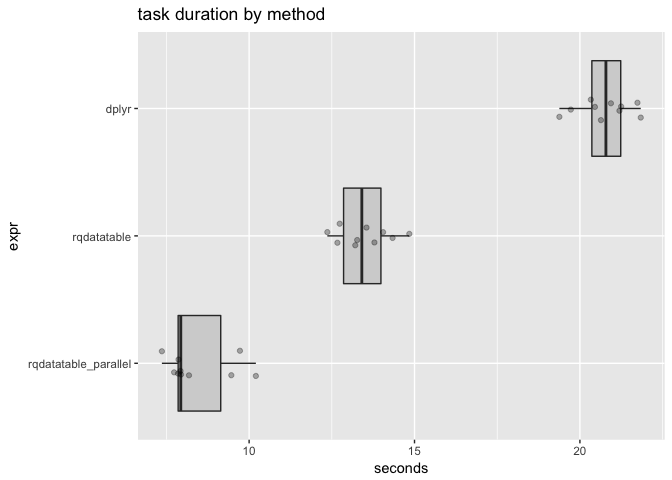 task duration by method
dplyr
rqdatatable
rqdatatable_parallel
expr
10 15 20
seconds